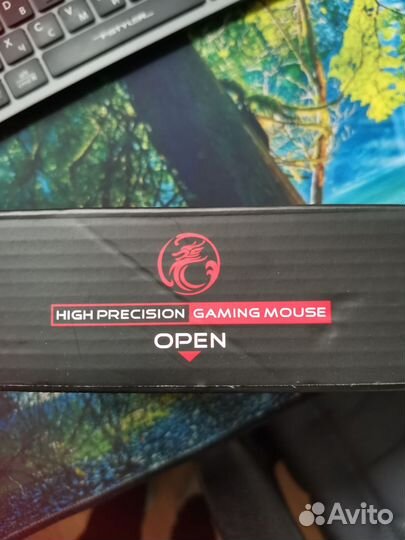 HIGH PRECISION GAMING MOUSE
OPEN
Avito